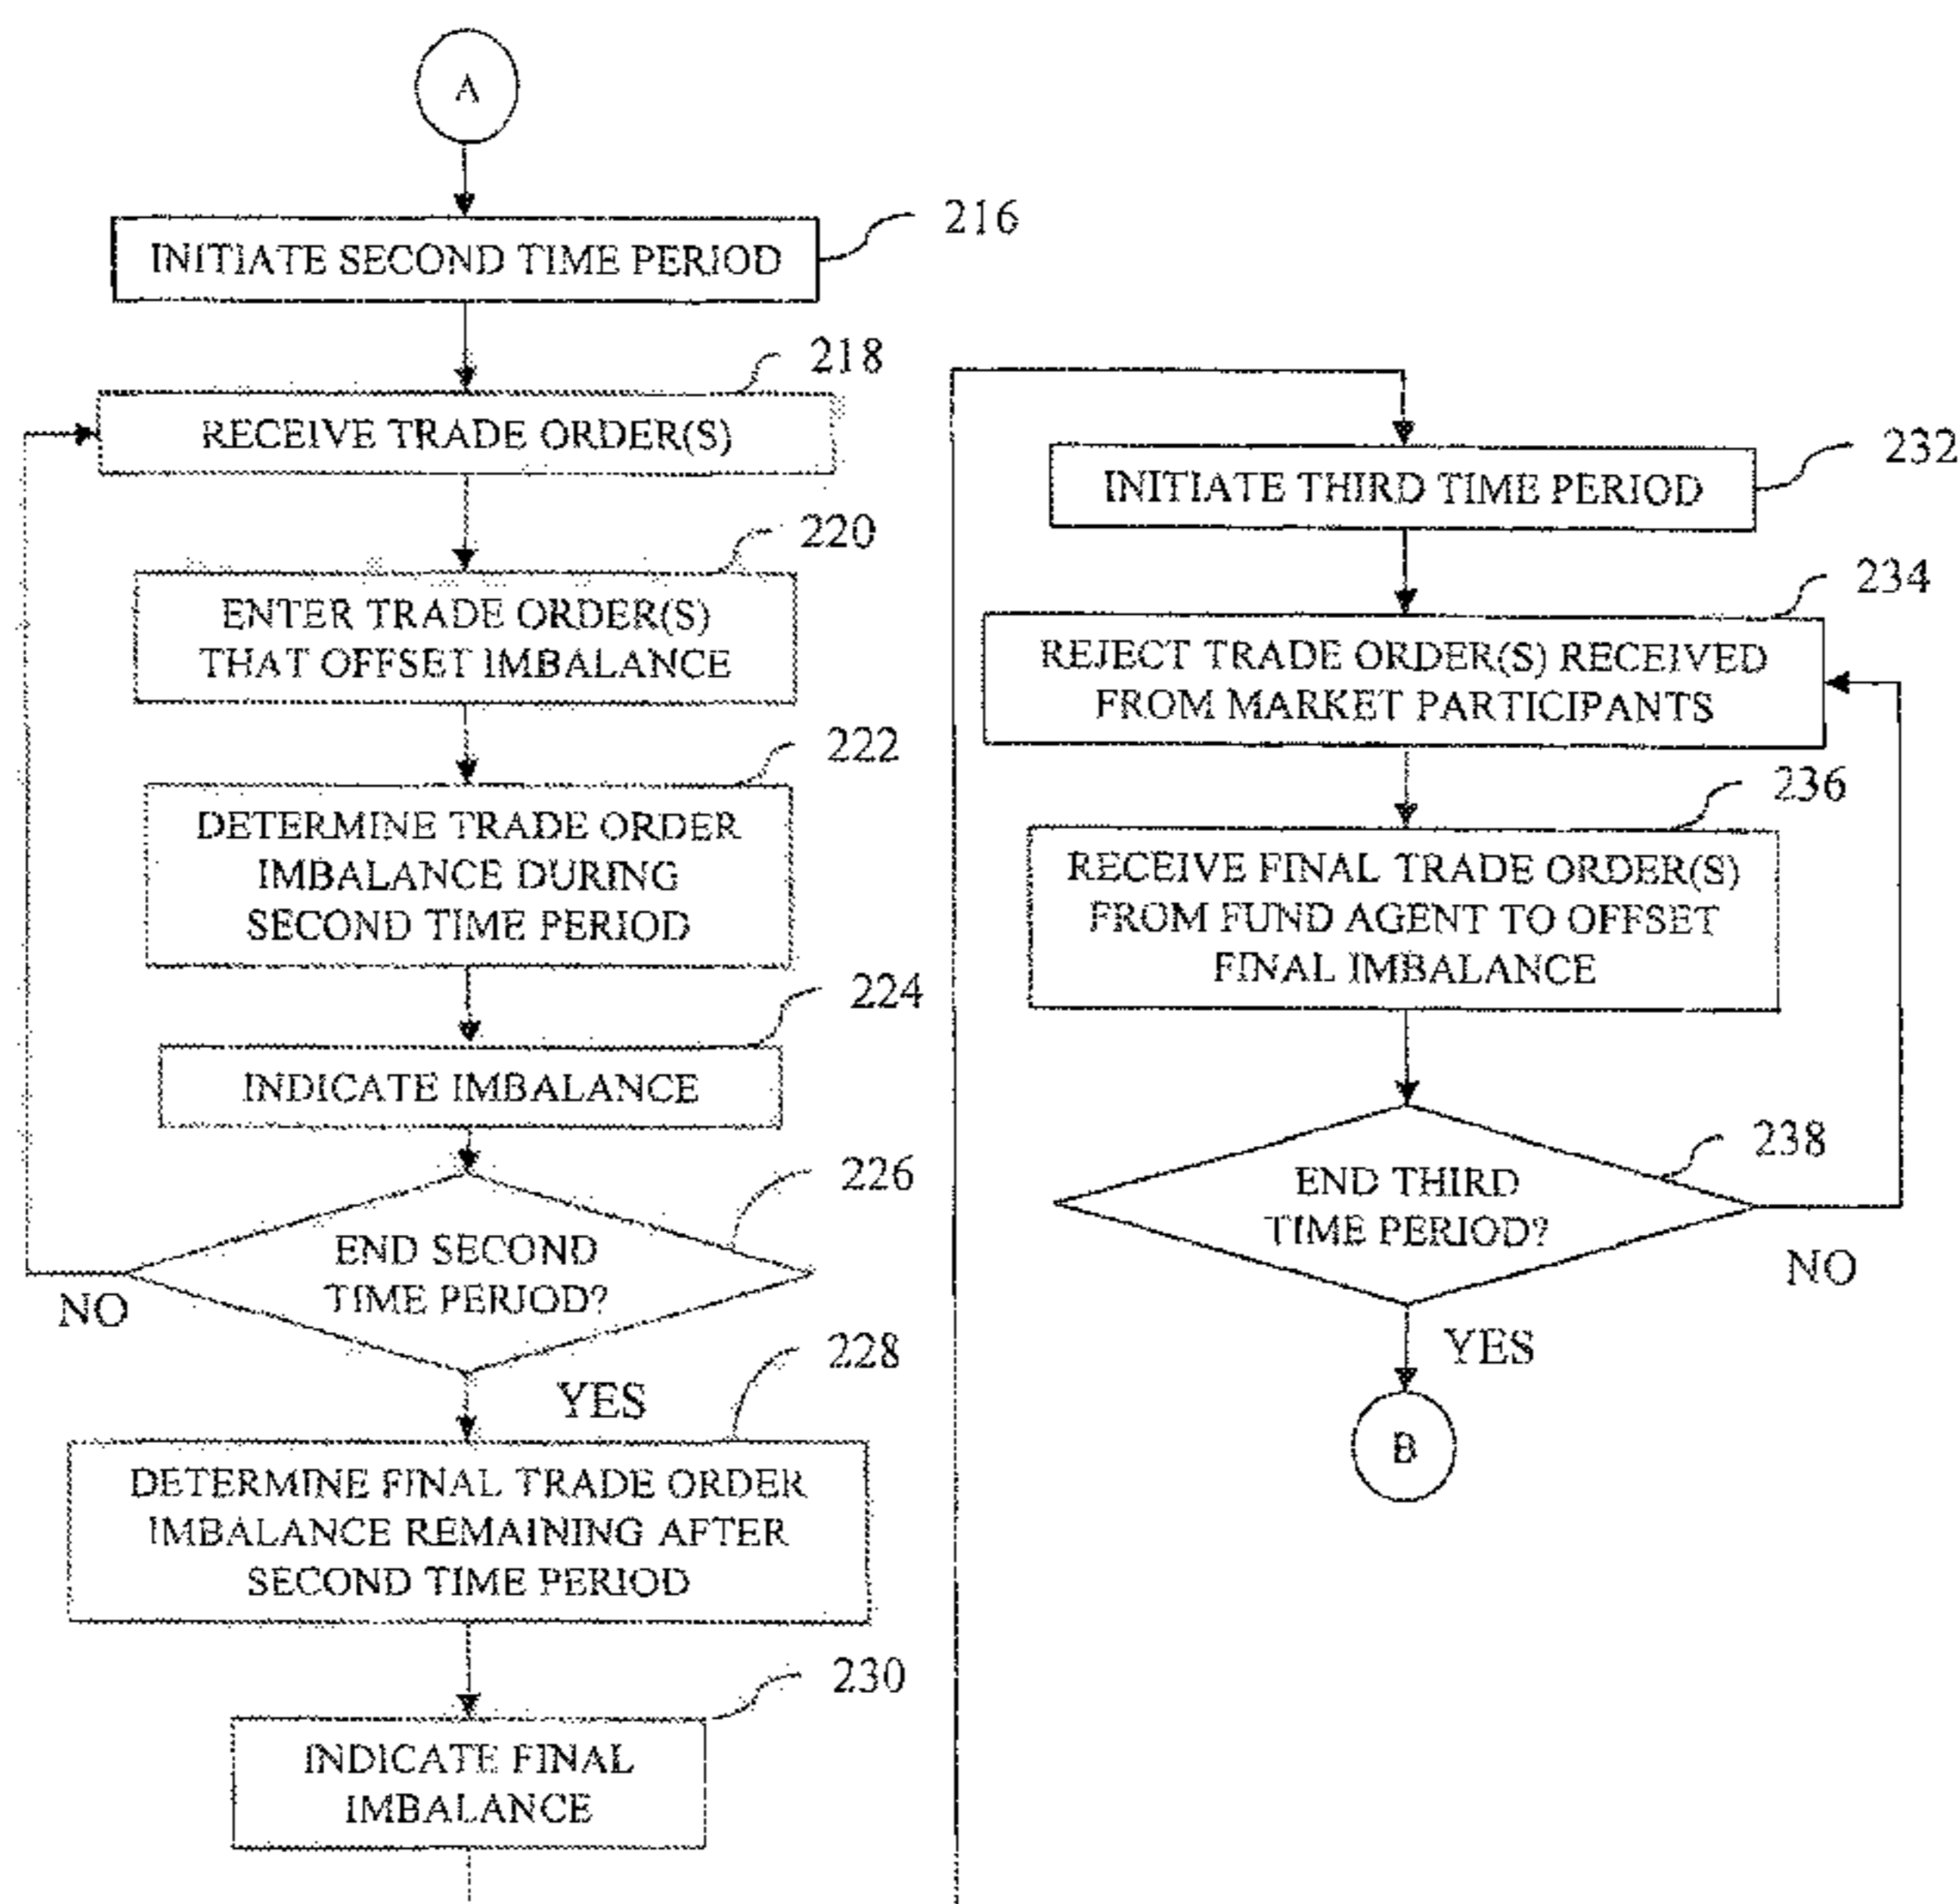 A
INITIATE SECOND TIME PERIOD
216
RECEIVE TRADE ORDER(S)
218
ENTER TRADE ORDER(S)
THAT OFFSET IMBALANCE
220
DETERMINE TRADE ORDER
IMBALANCE DURING
SECOND TIME PERIOD
222
INDICATE IMBALANCE
224
END SECOND
TIME PERIOD?
226
NO
YES
DETERMINE FINAL TRADE ORDER
IMBALANCE REMAINING AFTER
SECOND TIME PERIOD
228
INDICATE FINAL
IMBALANCE
230
INITIATE THIRD TIME PERIOD
232
REJECT TRADE ORDER(S) RECEIVED
FROM MARKET PARTICIPANTS
234
RECEIVE FINAL TRADE ORDER(S)
FROM FUND AGENT TO OFFSET
FINAL IMBALANCE
236
END THIRD
TIME PERIOD?
238
NO
YES
B